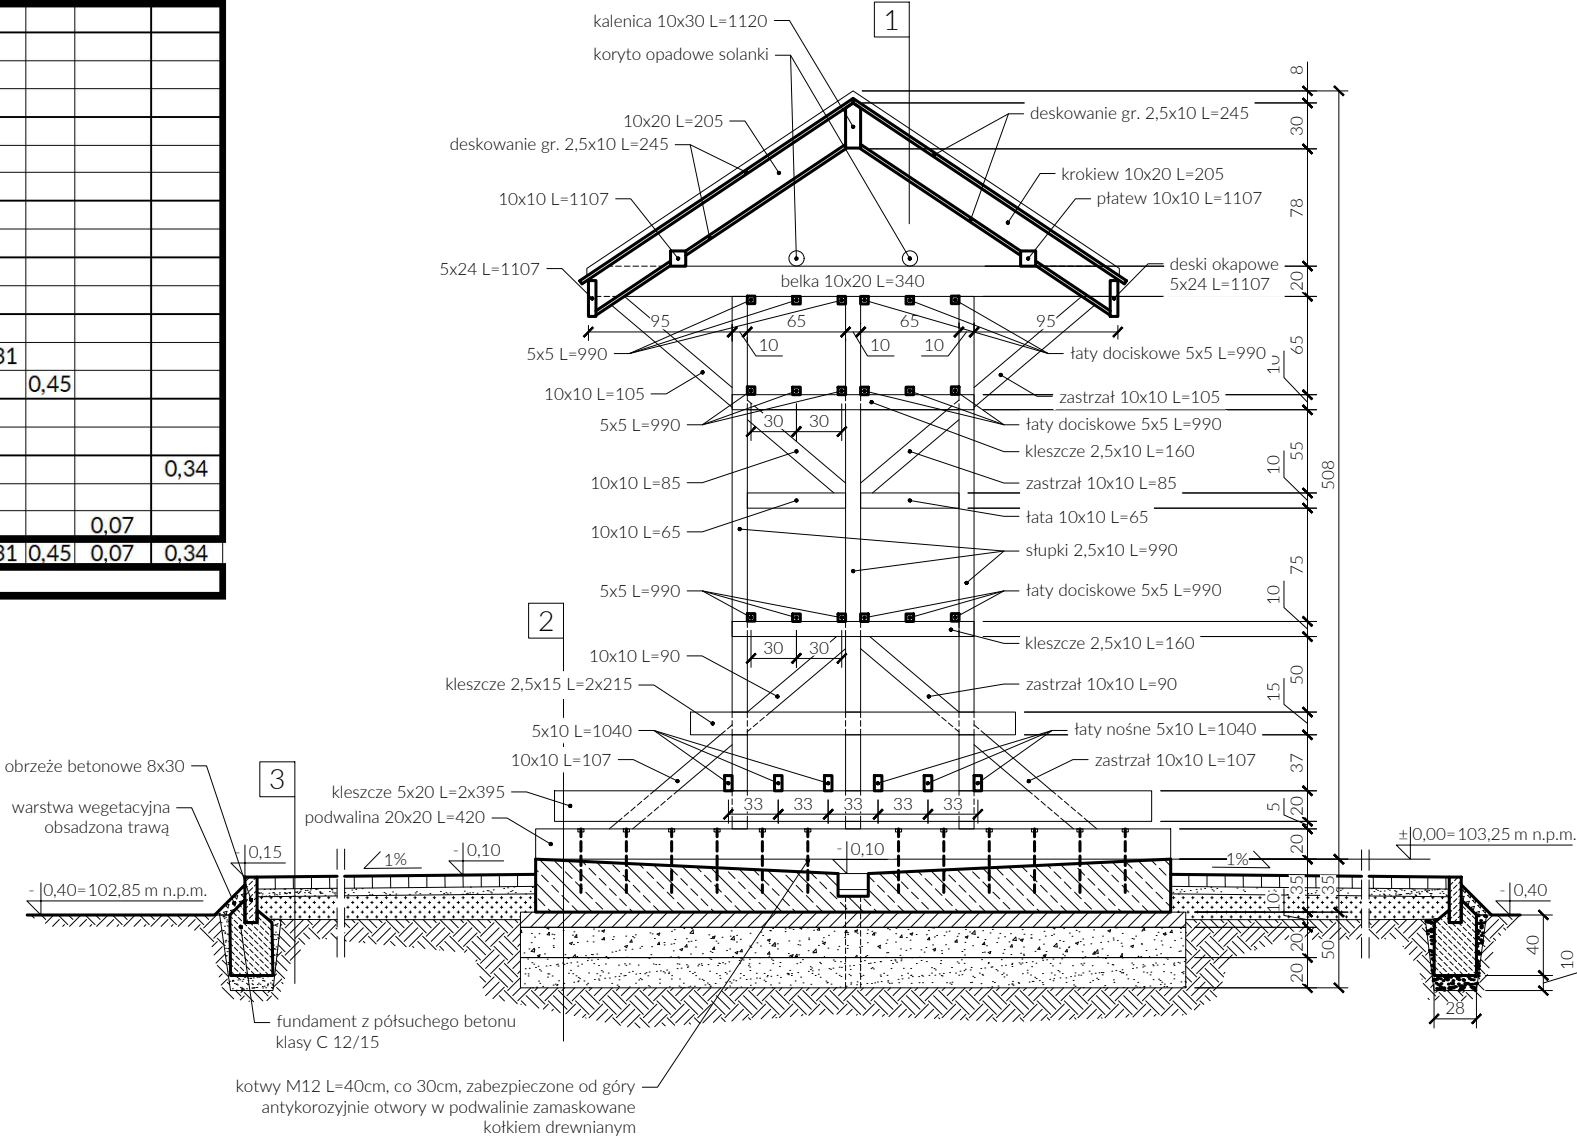 31
0,45
0,34
0,07
31 0,45 0,07 0,34
1
2
3
kalenica 10x30 L=1120
koryto opadowe solanki
10x20 L=205
deskowanie gr. 2,5x10 L=245
10x10 L=1107
5x24 L=1107
deskowanie gr. 2,5x10 L=245
krokiew 10x20 L=205
płatew 10x10 L=1107
deski okapowe
5x24 L=1107
belka 10x20 L=340
95 65 65 95
10 10 10
5x5 L=990
łaty dociskowe 5x5 L=990
10x10 L=105
zastrzał 10x10 L=105
5x5 L=990
30 30
łaty dociskowe 5x5 L=990
kleszcze 2,5x10 L=160
10x10 L=85
zastrzał 10x10 L=85
10x10 L=65
łata 10x10 L=65
słupki 2,5x10 L=990
5x5 L=990
łaty dociskowe 5x5 L=990
30 30
kleszcze 2,5x10 L=160
10x10 L=90
zastrzał 10x10 L=90
kleszcze 2,5x15 L=2x215
5x10 L=1040
łaty nośne 5x10 L=1040
10x10 L=107
zastrzał 10x10 L=107
kleszcze 5x20 L=2x395
33 33 33 33 33
podwalina 20x20 L=420
obrzeże betonowe 8x30
warstwa wegetacyjna
obsadzona trawą
-0,15
1%
-0,10
-0,10
1%
±0,00=103,25 m n.p.m.
-0,40=102,85 m n.p.m.
-0,40
8
30
78
20
65
10
55
10
75
10
50
15
37
20
5
20
35
10
20
20
508
35
50
40
10
28
fundament z półsuchego betonu
klasy C 12/15
kotwy M12 L=40cm, co 30cm, zabezpieczone od góry
antykorozyjnie otwory w podwalinie zamaskowane
kołkiem drewnianym